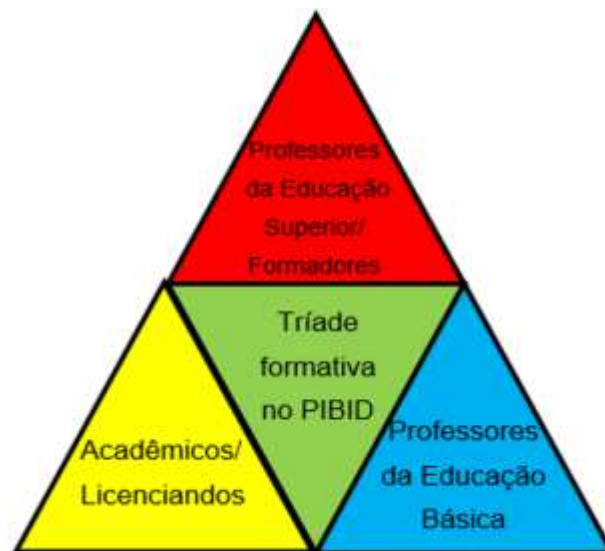 Professores
da Educação
Superior/
Formadores
Tríade
formativa
no PIBID
Acadêmicos/
Licenciandos
Professores
da Educação
Básica